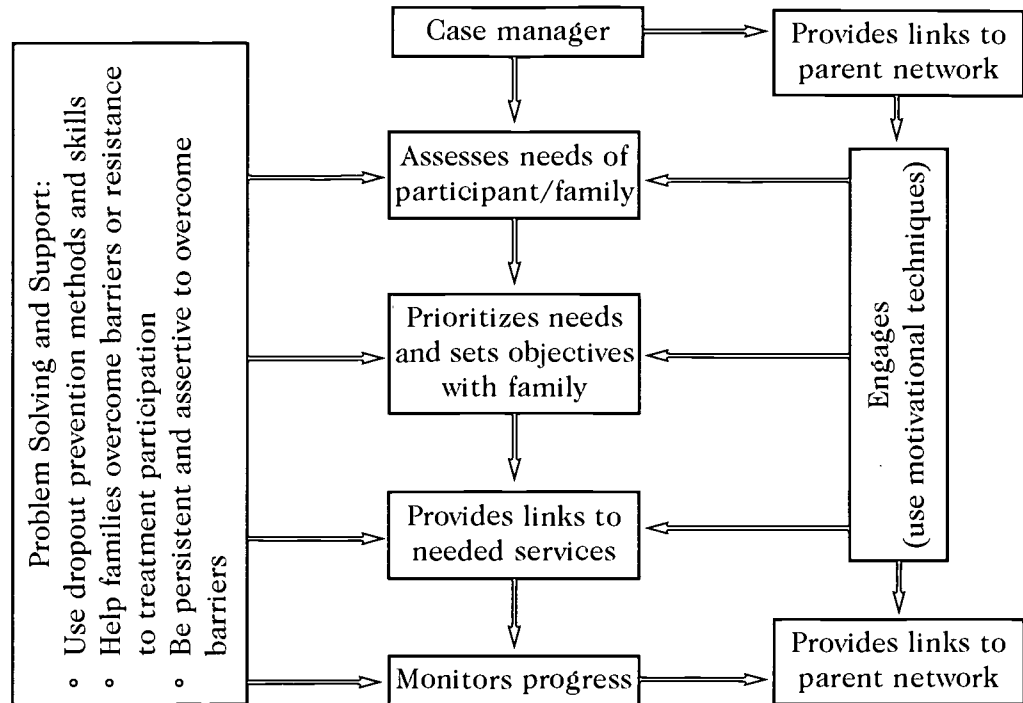 Case manager
Provides links to
parent network
Problem Solving and Support:
◦ Use dropout prevention methods and skills
◦ Help families overcome barriers or resistance
to treatment participation
◦ Be persistent and assertive to overcome
barriers
Assesses needs of
participant/family
Prioritizes needs
and sets objectives
with family
Provides links to
needed services
Monitors progress
Engages
(use motivational techniques)
Provides links to
parent network